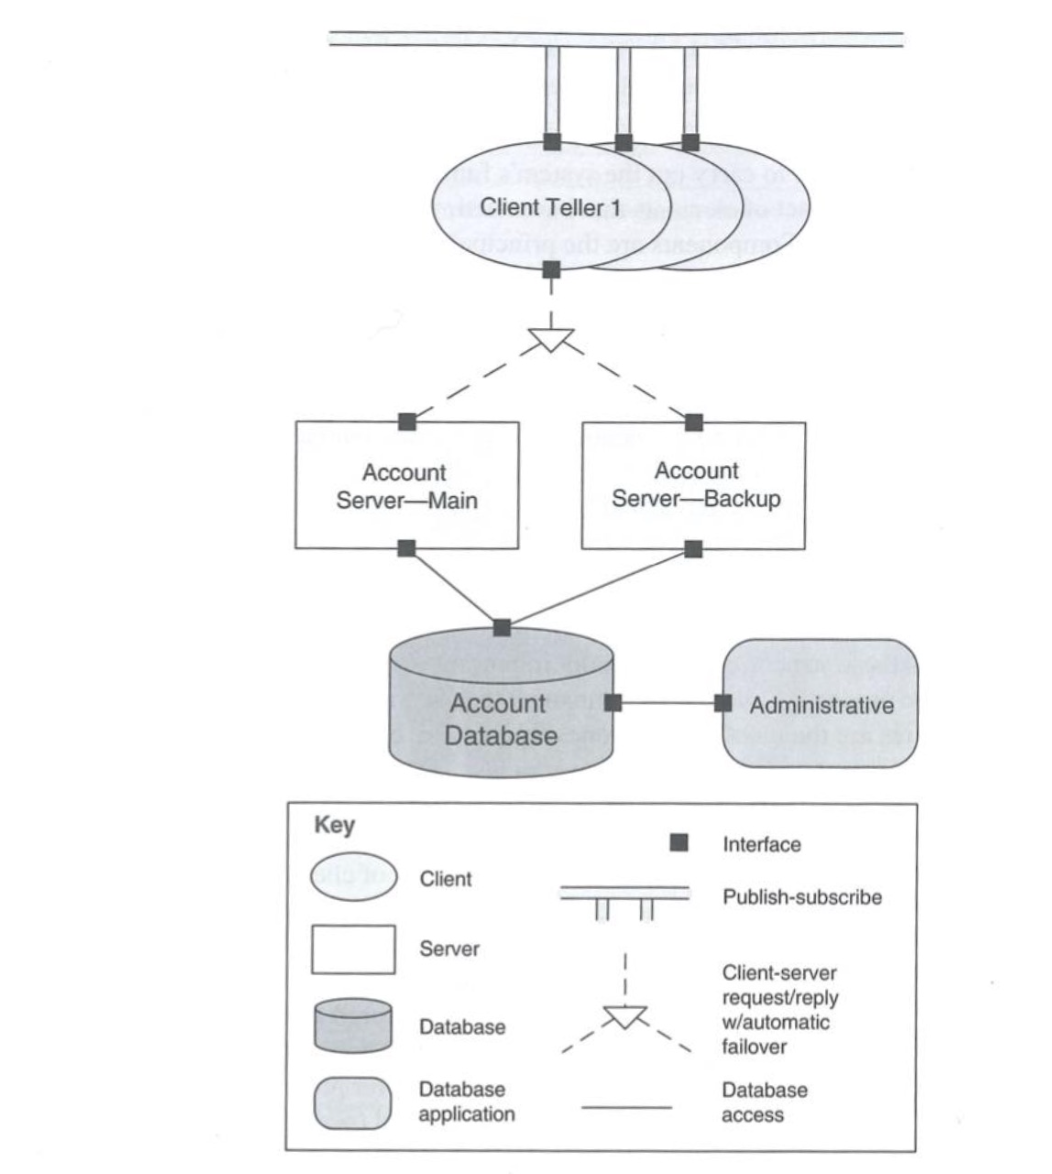 Client Teller 1
Account
Server—Main
Account
Server—Backup
Account
Database
Administrative
Key
Client
Server
Database
Database
application
Interface
Publish-subscribe
Client-server
request/reply
w/automatic
failover
Database
access